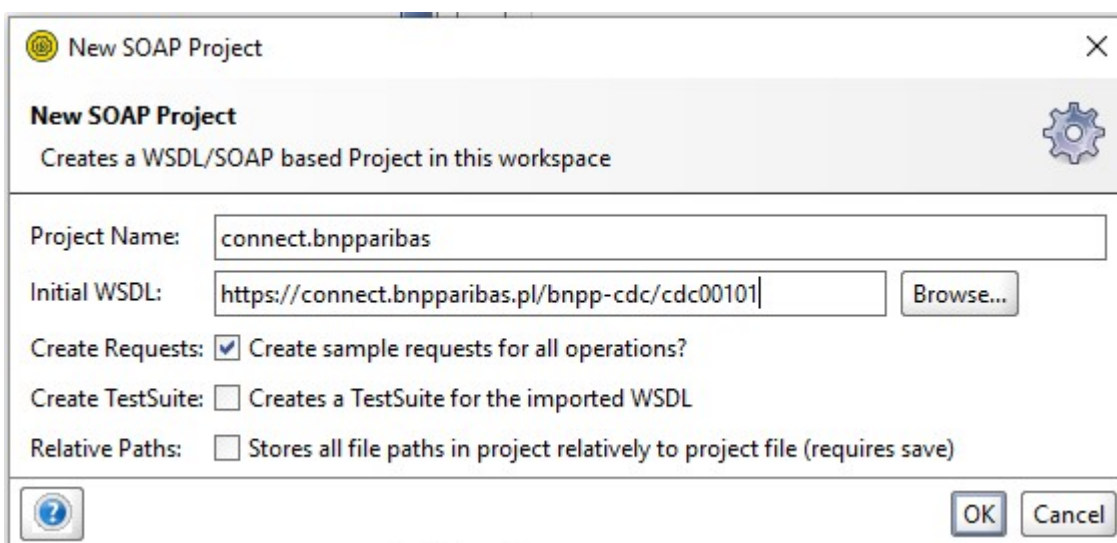 New SOAP Project
New SOAP Project
Creates a WSDL/SOAP based Project in this workspace
Project Name: connect.bnpparibas
Initial WSDL: https://connect.bnpparibas.pl/bnpp-cdc/cdc00101 Browse...
Create Requests: Create sample requests for all operations?
Create TestSuite: Creates a TestSuite for the imported WSDL
Relative Paths: Stores all file paths in project relatively to project file (requires save)
? OK Cancel